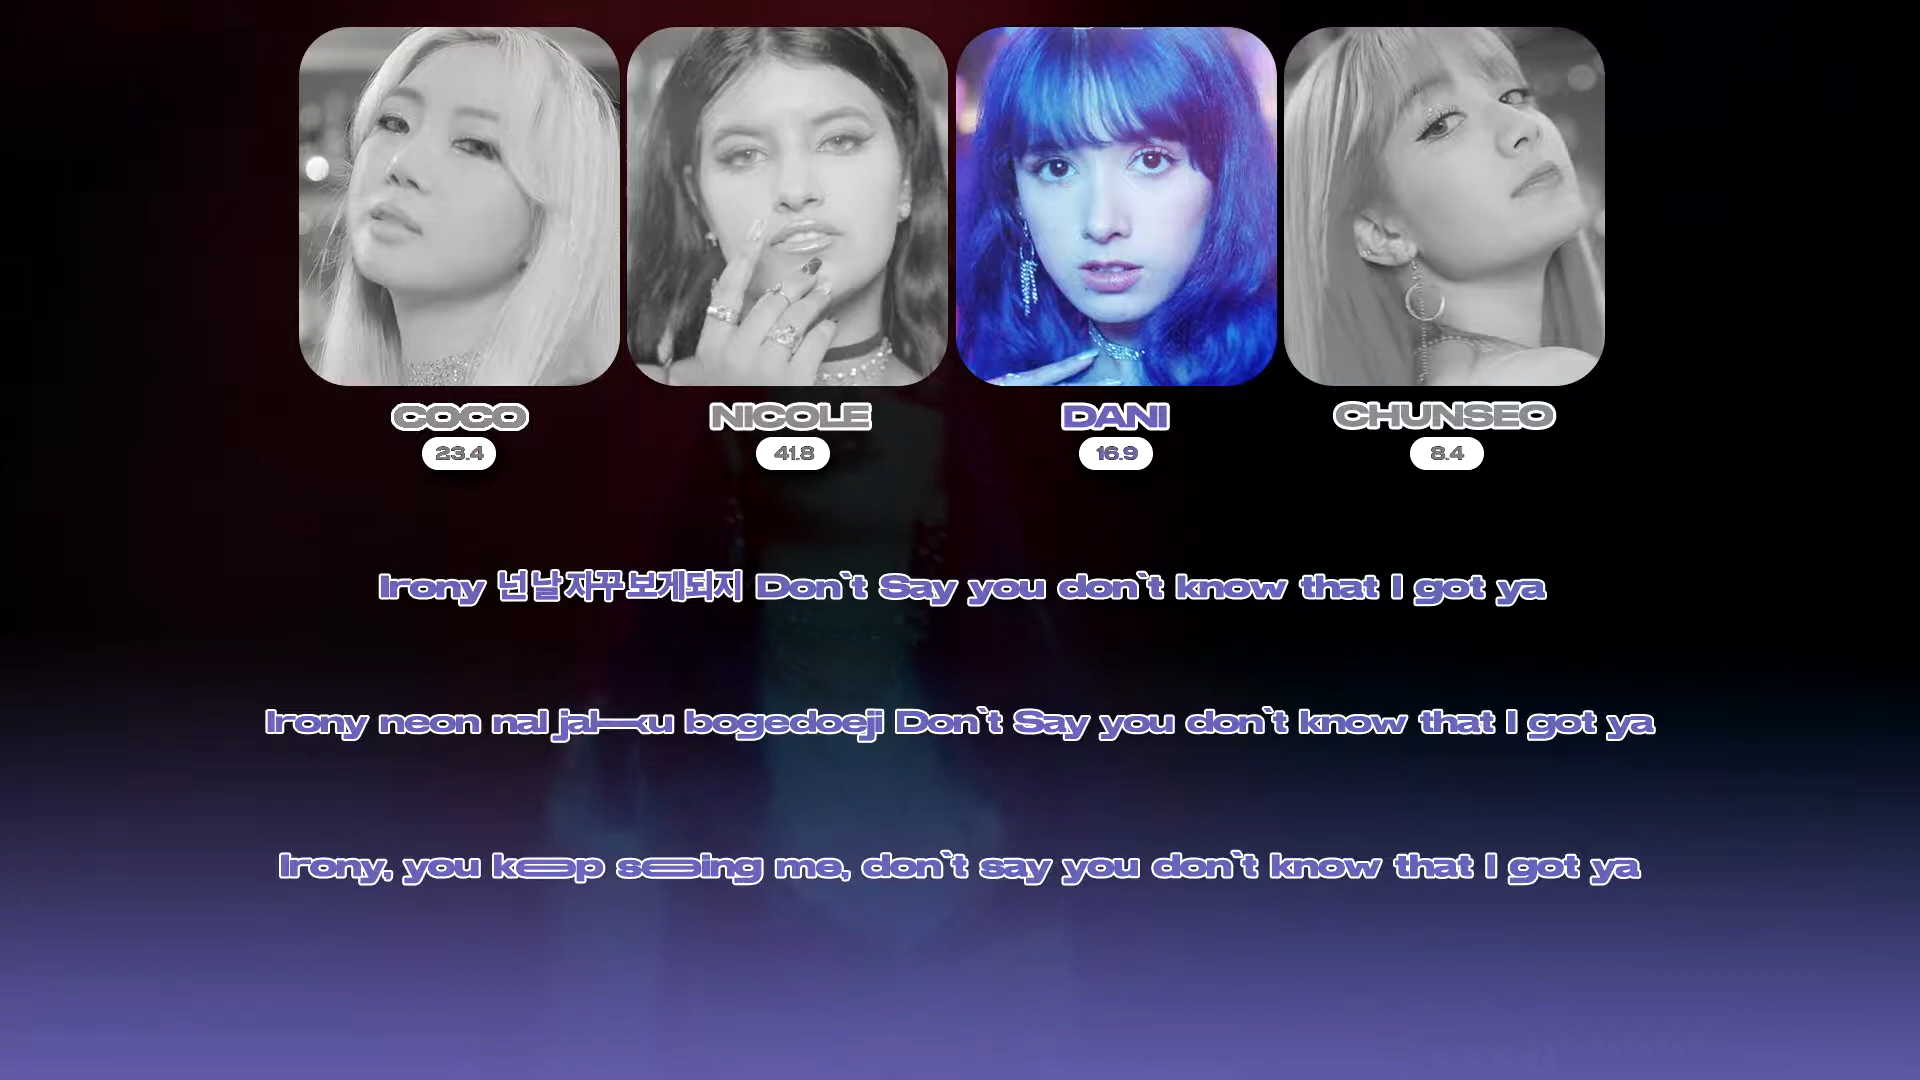 COCO NICOLE DANI CHUNSEO
23.4 41.8 16.9 8.4
Irony 넌 날 자꾸 보게되지 Don`t Say you don`t know that I got ya
Irony neon nal jakku bogedoeji Don`t Say you don`t know that I got ya
Irony, you keep seeing me, don`t say you don`t know that I got ya